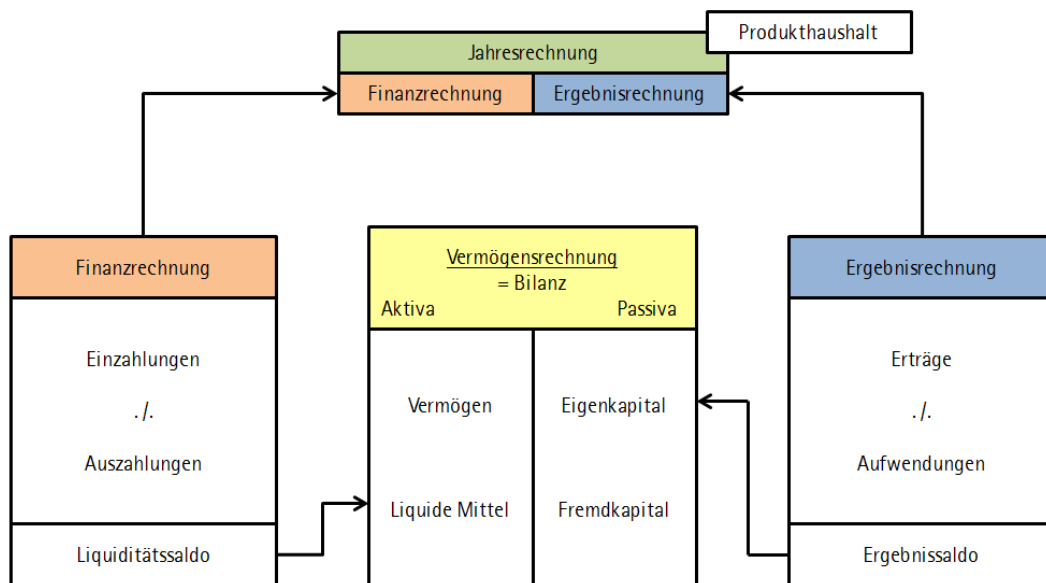 Produkthaushalt
Jahresrechnung
Finanzrechnung
Ergebnisrechnung
Finanzrechnung
Einzahlungen
./.
Auszahlungen
Liquiditätssaldo
Vermögensrechnung
= Bilanz
Aktiva
Passiva
Vermögen
Eigenkapital
Liquide Mittel
Fremdkapital
Ergebnisrechnung
Erträge
./.
Aufwendungen
Ergebnissaldo